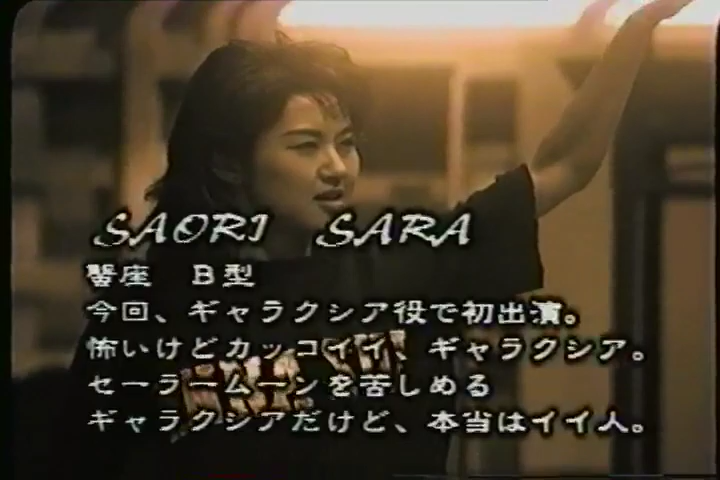 SAORI SARA
蟹座 B型
今回、ギャラクシア役で初出演。
怖いけどカッコイイ、ギャラクシア。
セーラームーンを苦しめる
ギャラクシアだけど、本当はイイ人。